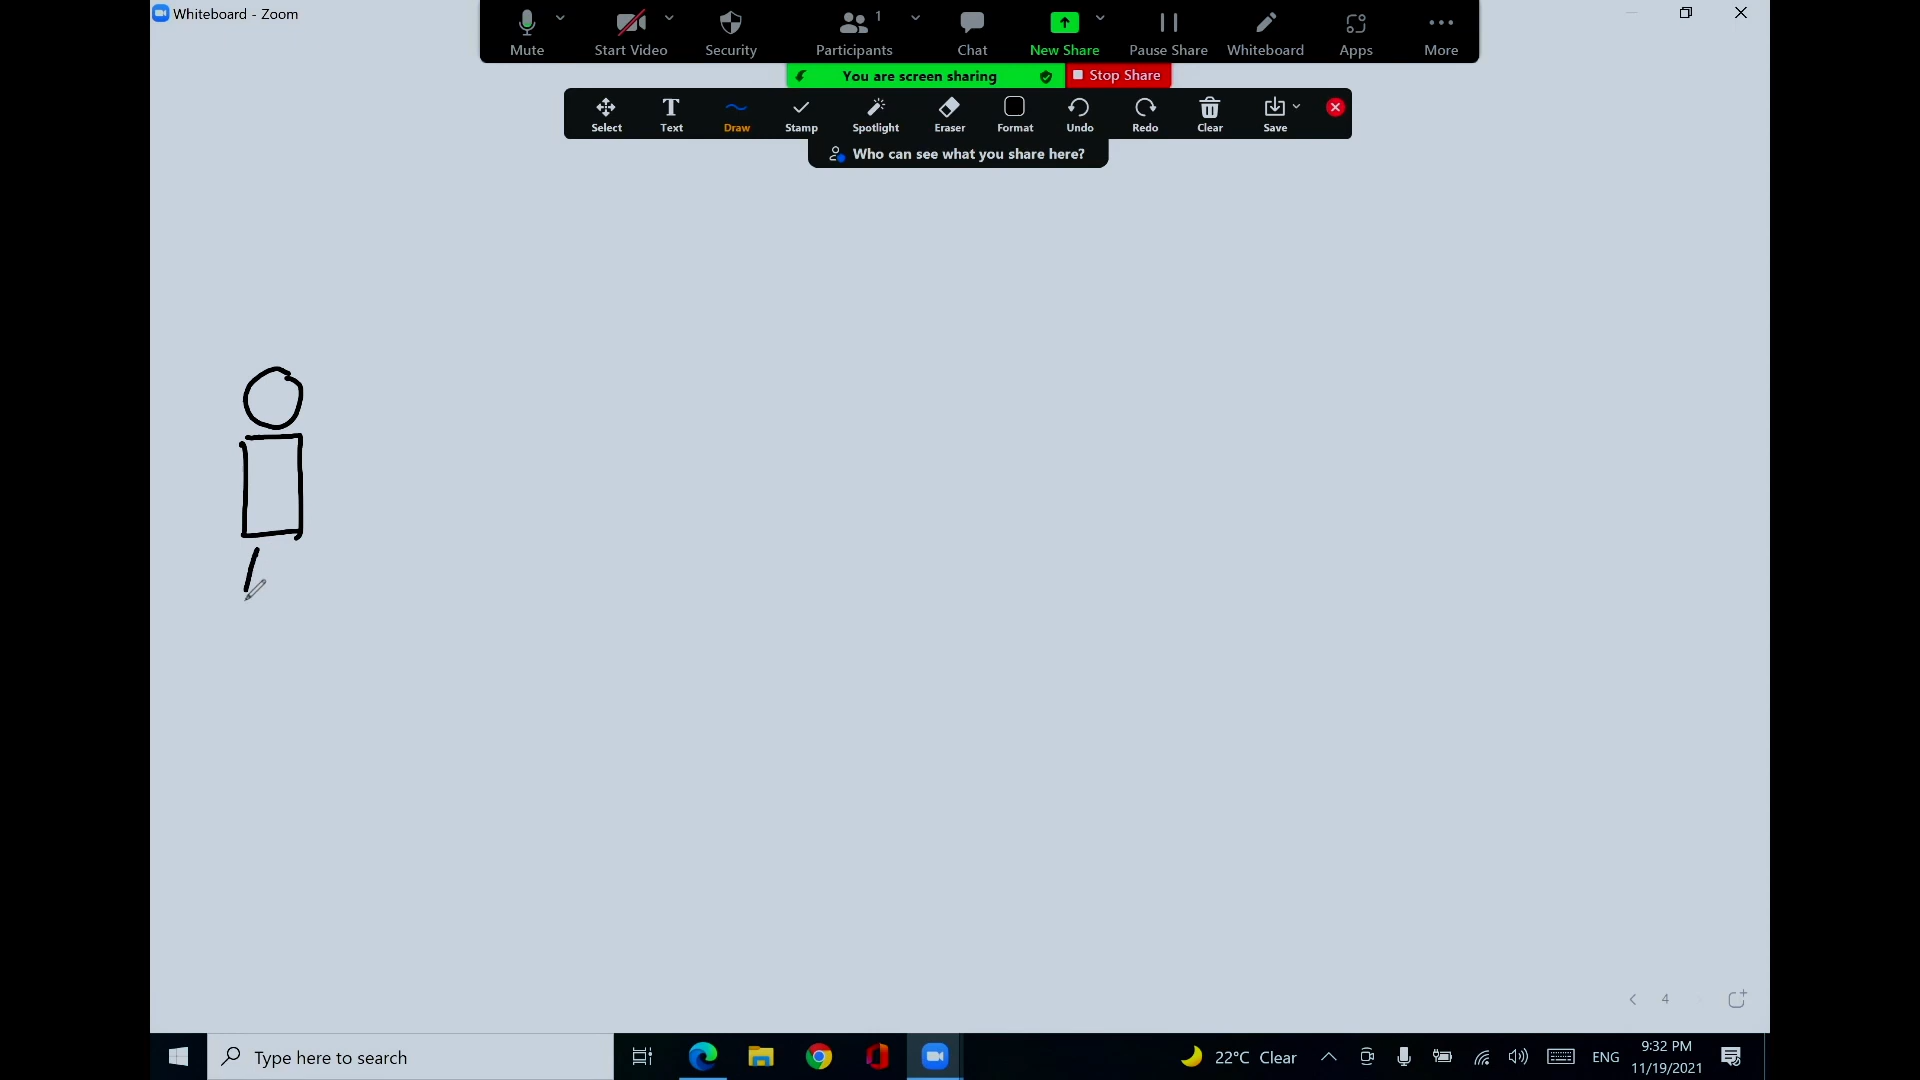 Whiteboard - Zoom
Mute
Start Video
Security
1
Participants
Chat
New Share
Pause Share
Whiteboard
Apps
More
You are screen sharing
Stop Share
Select
Text
Draw
Stamp
Spotlight
Eraser
Format
Undo
Redo
Clear
Save
Who can see what you share here?
4
Type here to search
22°C Clear
ENG
9:32 PM
11/19/2021